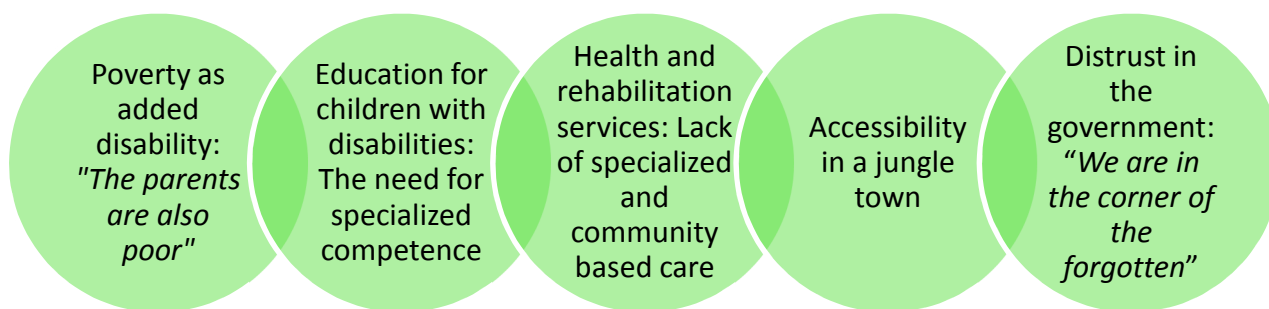 Poverty as
added
disability:
"The parents
are also
poor"
Education for
children with
disabilities:
The need for
specialized
competence
Health and
rehabilitation
services: Lack
of specialized
and
community
based care
Accessibility
in a jungle
town
Distrust in
the
government:
“We are in
the corner of
the
forgotten”